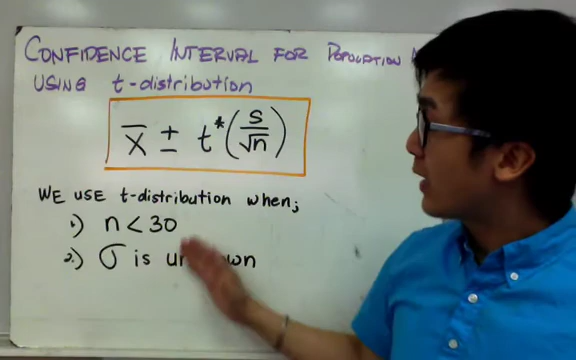 CONFIDENCE INTERVAL FOR POPULATION
USING t-distribution
x̄ ± t*(s/√n)
WE USE t-distribution when;
1.) n < 30
2.) σ is